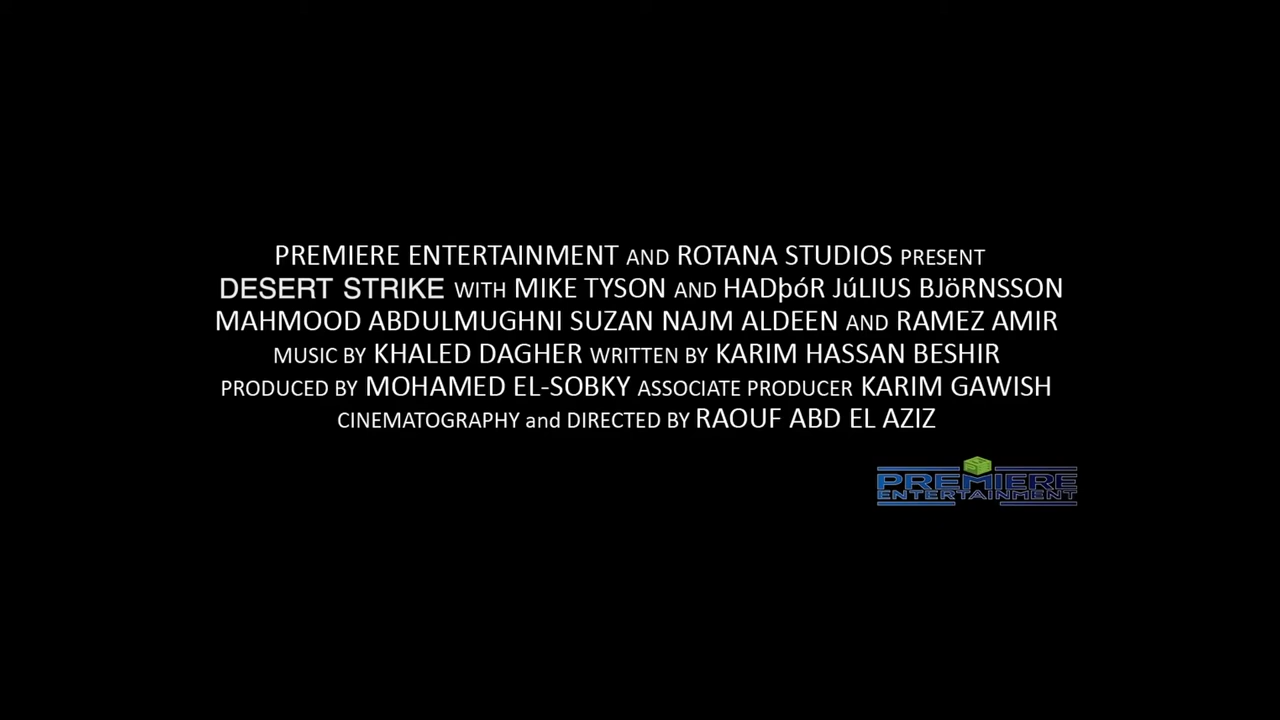 PREMIERE ENTERTAINMENT AND ROTANA STUDIOS PRESENT
DESERT STRIKE WITH MIKE TYSON AND HADþóR JúLIUS BJöRNSSON
MAHMOOD ABDULMUGHNI SUZAN NAJM ALDEEN AND RAMEZ AMIR
MUSIC BY KHALED DAGHER WRITTEN BY KARIM HASSAN BESHIR
PRODUCED BY MOHAMED EL-SOBKY ASSOCIATE PRODUCER KARIM GAWISH
CINEMATOGRAPHY and DIRECTED BY RAOUF ABD EL AZIZ
PREMIERE
ENTERTAINMENT